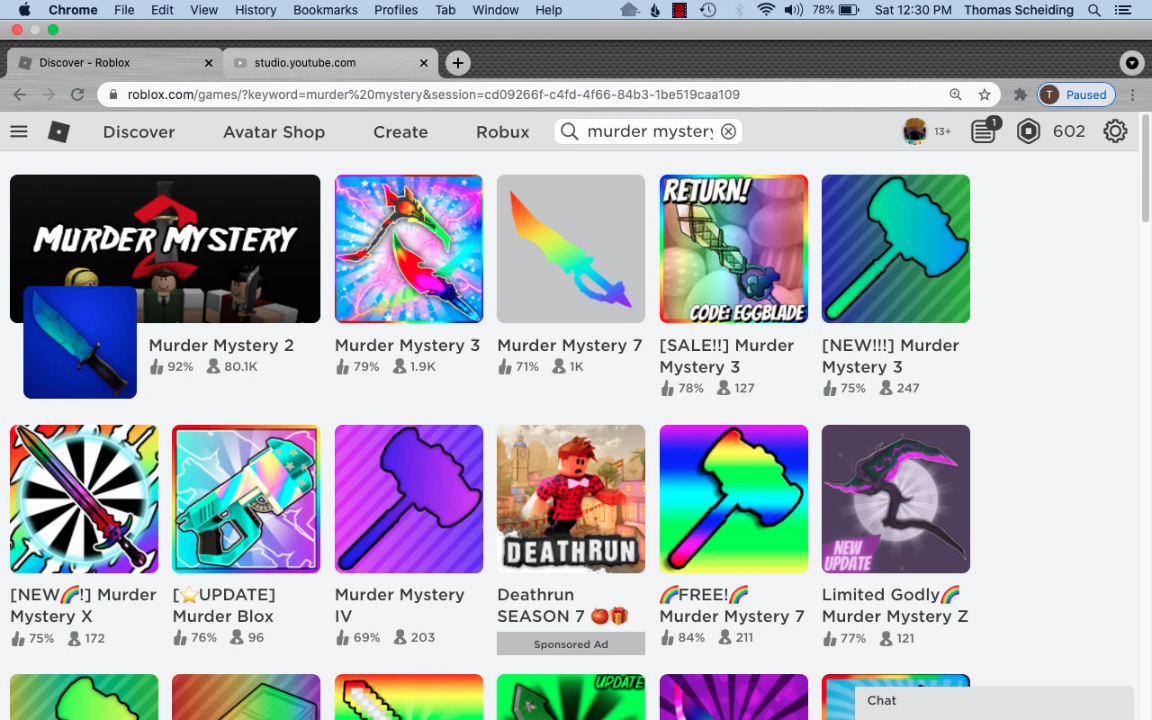 Chrome File Edit View History Bookmarks Profiles Tab Window Help 78% Sat 12:30 PM Thomas Scheiding
Discover - Roblox studio.youtube.com
roblox.com/games/?keyword=murder%20mystery&session=cd09266f-c4fd-4f66-84b3-1be519caa109 T Paused
Discover Avatar Shop Create Robux murder mystery 13+ 1 602
MURDER MYSTERY
2
RETURN!
CODE: EGGBLADE
Murder Mystery 2
92% 80.1K
Murder Mystery 3
79% 1.9K
Murder Mystery 7
71% 1K
[SALE!!] Murder
Mystery 3
78% 127
[NEW!!!] Murder
Mystery 3
75% 247
DEATHRUN
NEW
UPDATE
[NEW🌈!] Murder
Mystery X
75% 172
[⭐UPDATE]
Murder Blox
76% 96
Murder Mystery
IV
69% 203
Deathrun
SEASON 7 🍅🎁
Sponsored Ad
🌈FREE!🌈
Murder Mystery 7
84% 211
Limited Godly🌈
Murder Mystery Z
77% 121
UPDATE
Chat